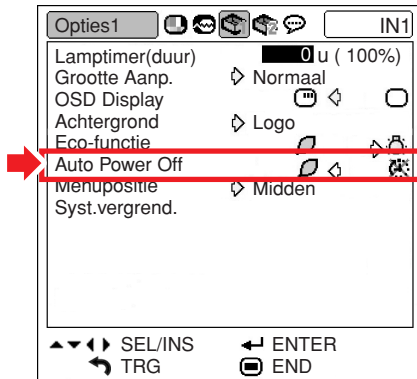 Opties1 IN1
Lamptimer(duur) 0 u ( 100%)
Grootte Aanp. Normaal
OSD Display
Achtergrond Logo
Eco-functie
Auto Power Off
Menupositie Midden
Syst.vergrend.
SEL/INS ENTER
TRG END